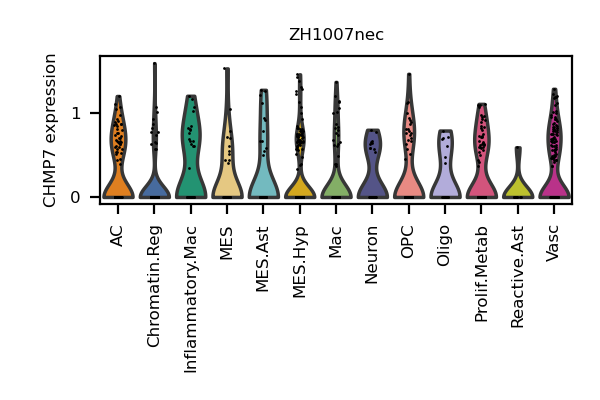 ZH1007nec
CHMP7 expression
1
0
AC
Chromatin.Reg
Inflammatory.Mac
MES
MES.Ast
MES.Hyp
Mac
Neuron
OPC
Oligo
Prolif.Metab
Reactive.Ast
Vasc